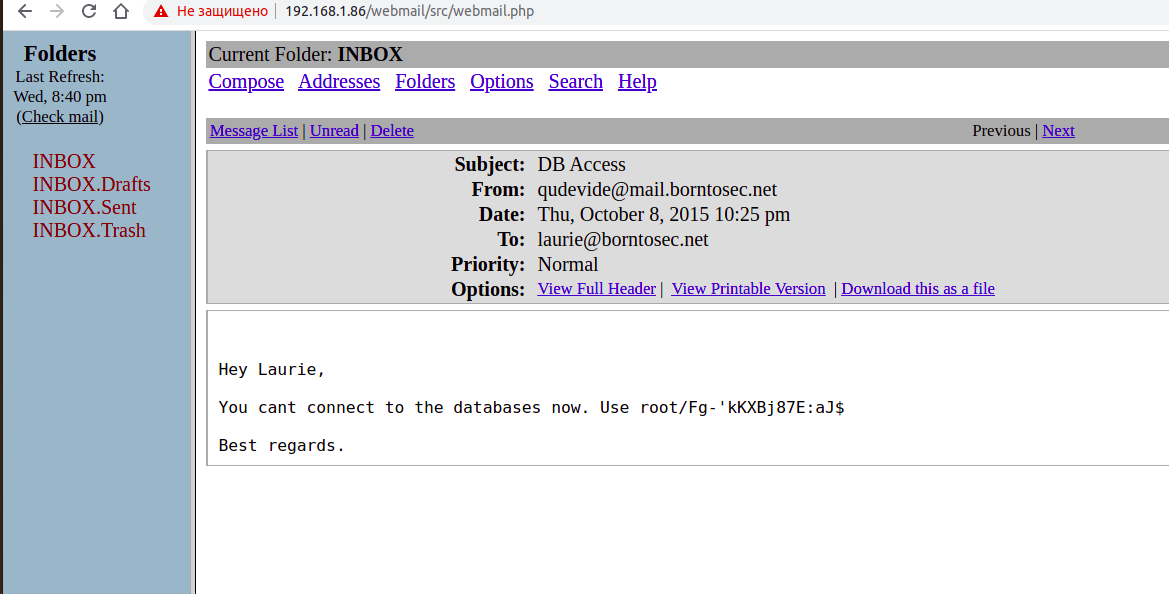 Не защищено | 192.168.1.86/webmail/src/webmail.php
Folders
Last Refresh:
Wed, 8:40 pm
(Check mail)
INBOX
INBOX.Drafts
INBOX.Sent
INBOX.Trash
Current Folder: INBOX
Compose Addresses Folders Options Search Help
Message List | Unread | Delete Previous | Next
Subject: DB Access
From: qudevide@mail.borntosec.net
Date: Thu, October 8, 2015 10:25 pm
To: laurie@borntosec.net
Priority: Normal
Options: View Full Header | View Printable Version | Download this as a file
Hey Laurie,
You cant connect to the databases now. Use root/Fg-'kKXBj87E:aJ$
Best regards.